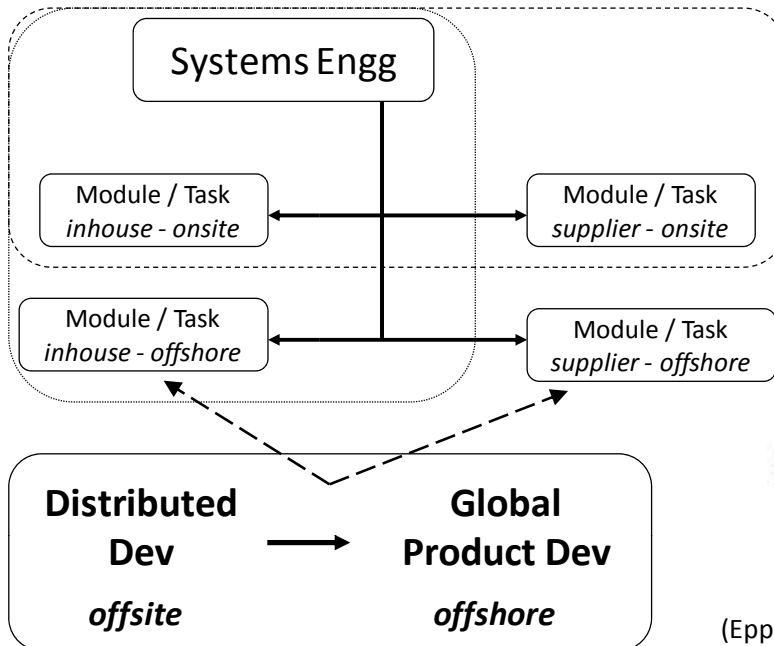 Systems Engg
Module / Task
inhouse - onsite
Module / Task
supplier - onsite
Module / Task
inhouse - offshore
Module / Task
supplier - offshore
Distributed
Dev
offsite
Global
Product Dev
offshore
(Epp